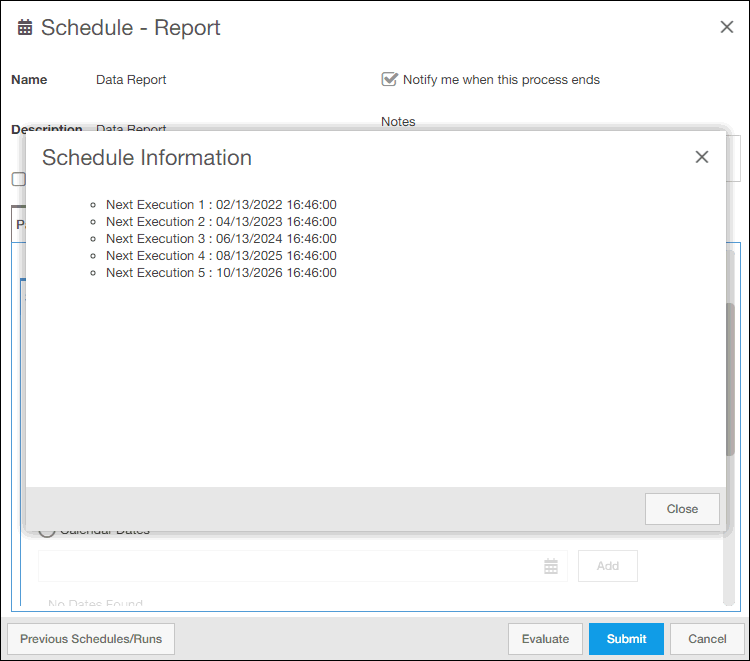 Schedule - Report
Name Data Report Notify me when this process ends
Notes
Description Data Report
Schedule Information
Next Execution 1 : 02/13/2022 16:46:00
Next Execution 2 : 04/13/2023 16:46:00
Next Execution 3 : 06/13/2024 16:46:00
Next Execution 4 : 08/13/2025 16:46:00
Next Execution 5 : 10/13/2026 16:46:00
Close
Calendar Dates
Add
No Dates Found
Previous Schedules/Runs Evaluate Submit Cancel